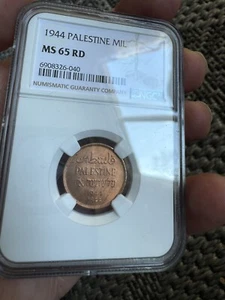 1944 PALESTINE MIL
MS 65 RD
6908326-040
NUMISMATIC GUARANTY COMPANY
PALESTINE